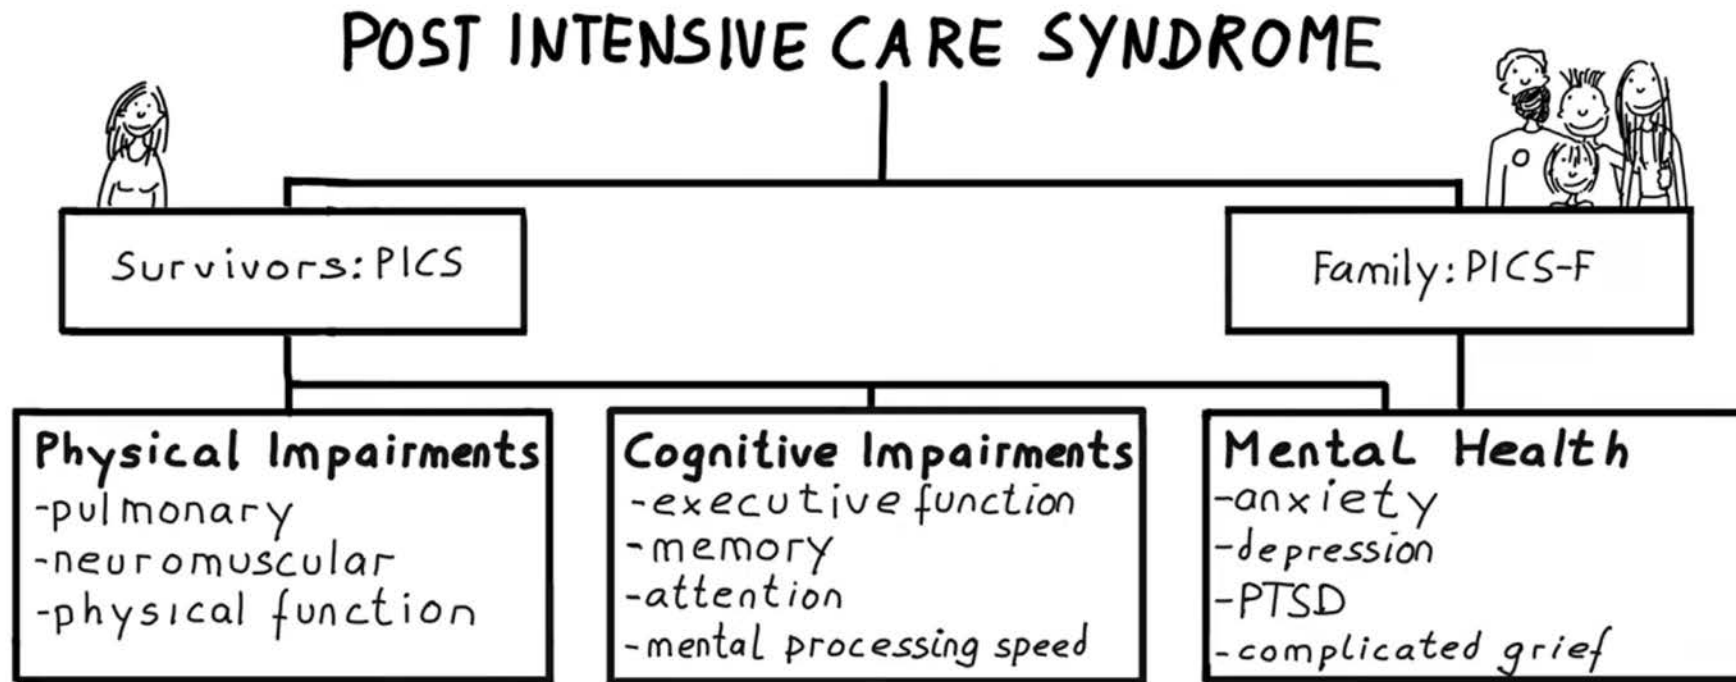 POST INTENSIVE CARE SYNDROME
Survivors: PICS
Family: PICS-F
Physical Impairments
-pulmonary
-neuromuscular
-physical function
Cognitive Impairments
-executive function
-memory
-attention
-mental processing speed
Mental Health
-anxiety
-depression
-PTSD
-complicated grief